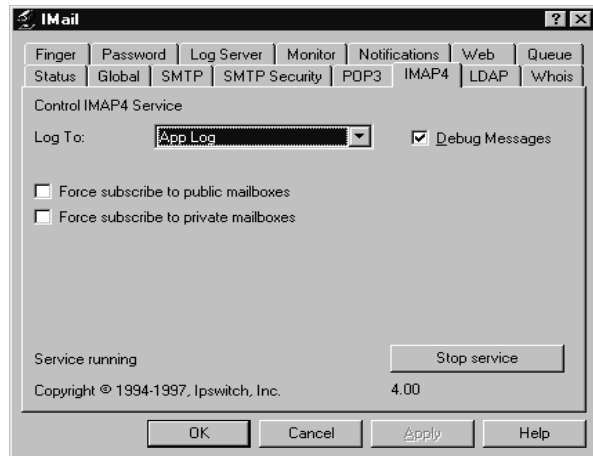 IMail
Finger Password Log Server Monitor Notifications Web Queue
Status Global SMTP SMTP Security POP3 IMAP4 LDAP Whois
Control IMAP4 Service
Log To: App Log Debug Messages
Force subscribe to public mailboxes
Force subscribe to private mailboxes
Service running Stop service
Copyright © 1994-1997, Ipswitch, Inc. 4.00
OK Cancel Apply Help